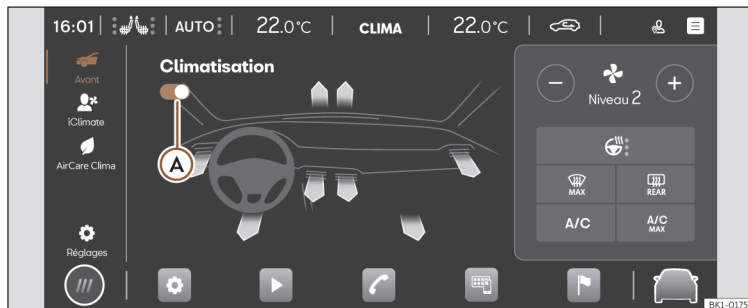 16:01 AUTO 22.0°C CLIMA 22.0°C
Climatisation
Avant
iClimate
AirCare Clima
Réglages
A
Niveau 2
MAX REAR
A/C A/C MAX
BK1-0175